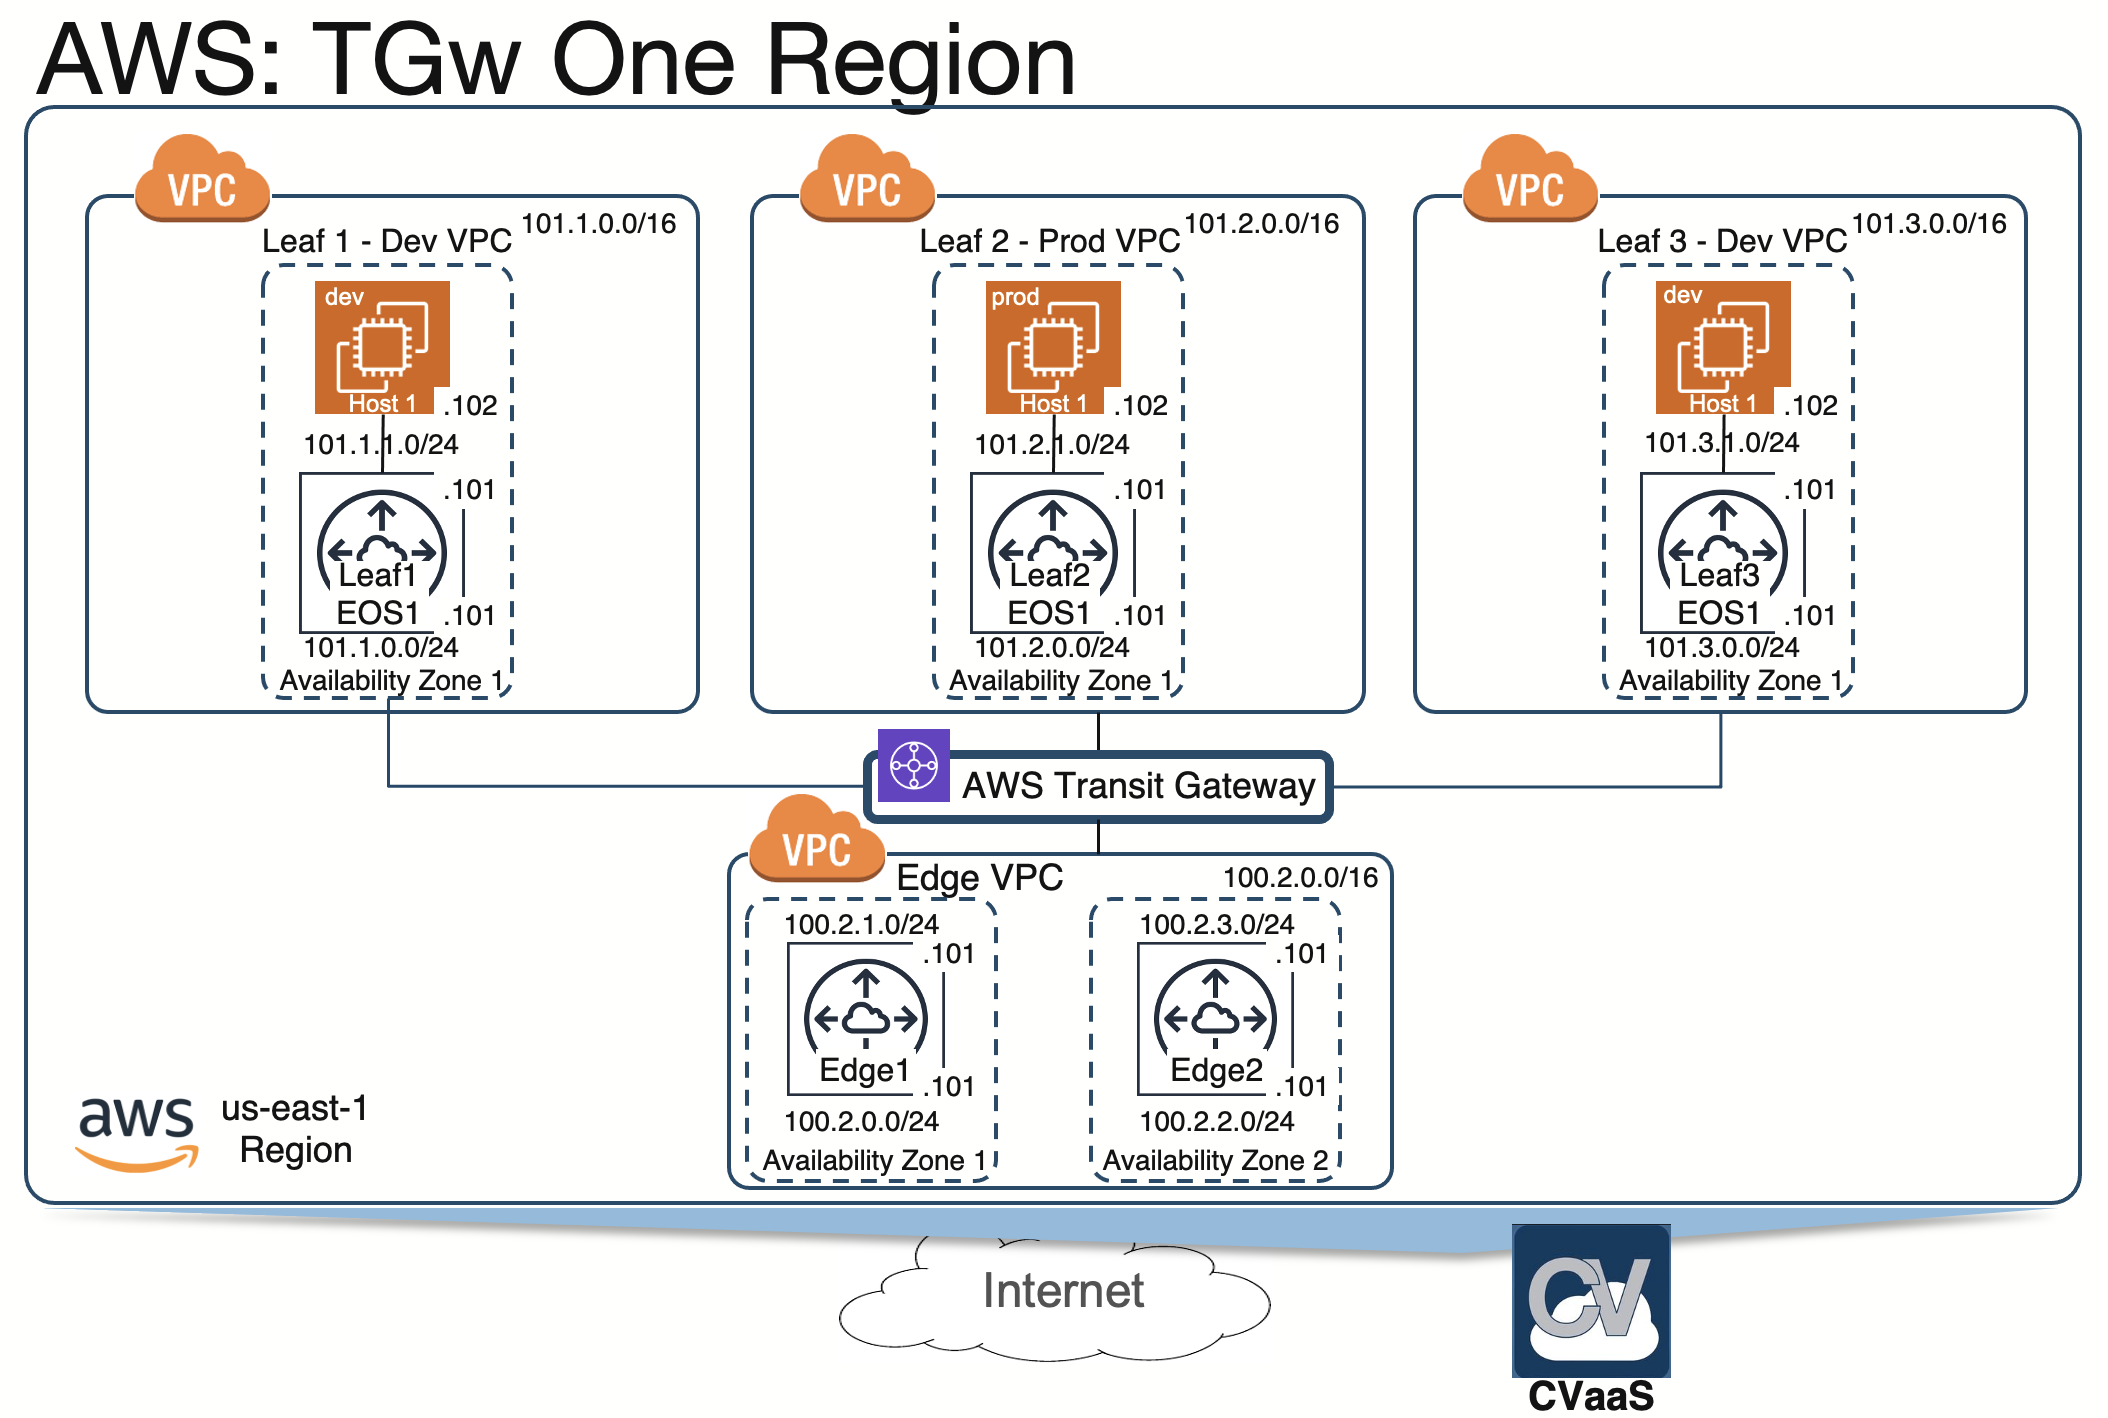 AWS: TGw One Region
VPC
Leaf 1 - Dev VPC
101.1.0.0/16
dev
Host 1
.102
101.1.1.0/24
.101
Leaf1
EOS1
.101
101.1.0.0/24
Availability Zone 1
VPC
Leaf 2 - Prod VPC
101.2.0.0/16
prod
Host 1
.102
101.2.1.0/24
.101
Leaf2
EOS1
.101
101.2.0.0/24
Availability Zone 1
VPC
Leaf 3 - Dev VPC
101.3.0.0/16
dev
Host 1
.102
101.3.1.0/24
.101
Leaf3
EOS1
.101
101.3.0.0/24
Availability Zone 1
AWS Transit Gateway
VPC
Edge VPC
100.2.0.0/16
100.2.1.0/24
.101
Edge1
.101
100.2.0.0/24
Availability Zone 1
100.2.3.0/24
.101
Edge2
.101
100.2.2.0/24
Availability Zone 2
aws
us-east-1
Region
Internet
CV
CVaaS